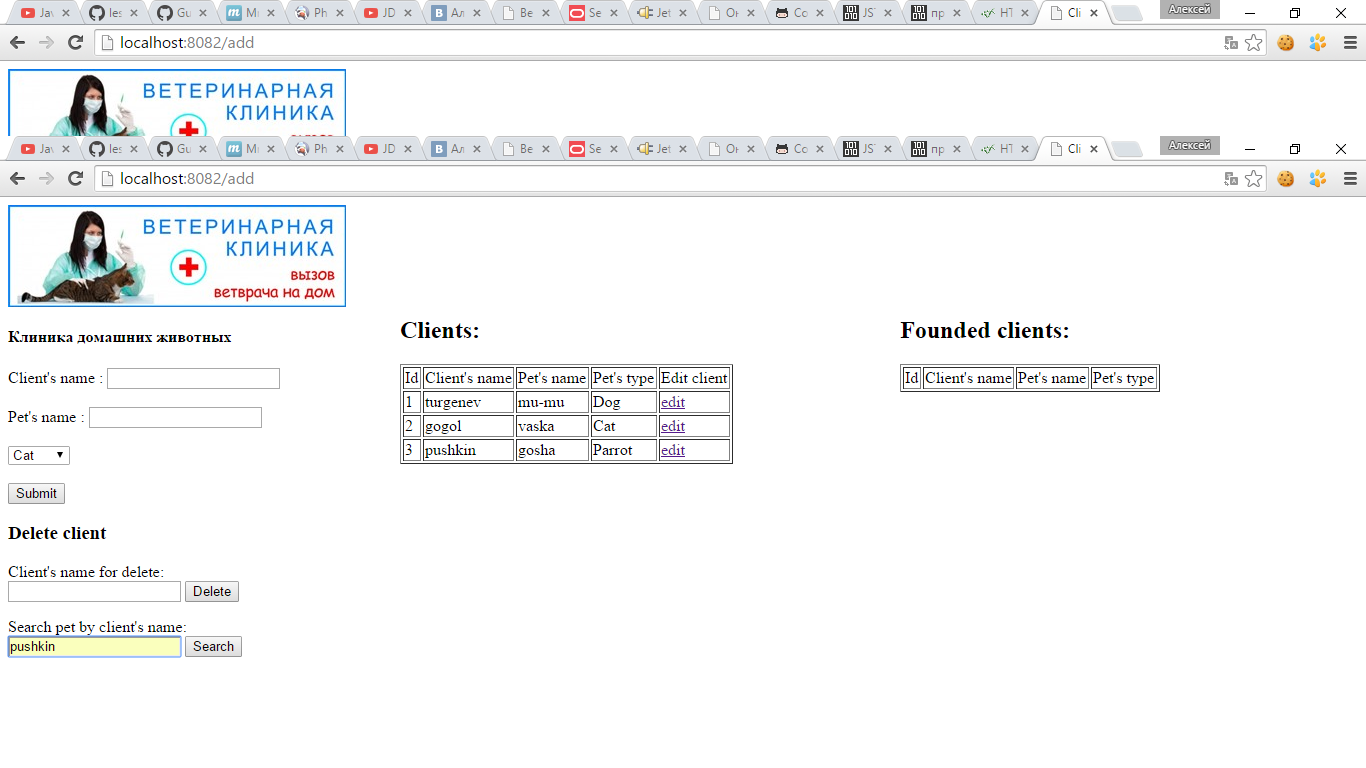 Jav les Gu Mi Ph JD Ал Be Se Jet Он Co JS пр HT Cli Алексей
localhost:8082/add
ВЕТЕРИНАРНАЯ
КЛИНИКА
Jav les Gu Mi Ph JD Ал Be Se Jet Он Co JS пр HT Cli Алексей
localhost:8082/add
ВЕТЕРИНАРНАЯ
КЛИНИКА
ВЫЗОВ
ВЕТВРАЧА НА ДОМ
Клиника домашних животных
Client's name :
Pet's name :
Cat
Submit
Delete client
Client's name for delete:
Delete
Search pet by client's name:
pushkin Search
Clients:
Id Client's name Pet's name Pet's type Edit client
1 turgenev mu-mu Dog edit
2 gogol vaska Cat edit
3 pushkin gosha Parrot edit
Founded clients:
Id Client's name Pet's name Pet's type